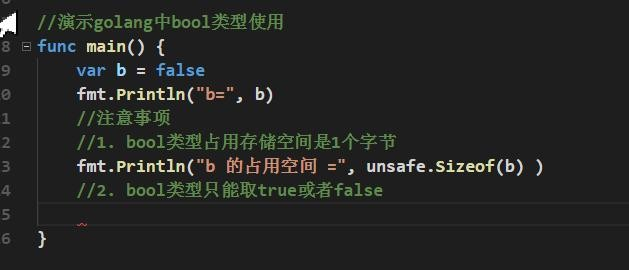 //演示golang中bool类型使用
8 func main() {
9 var b = false
0 fmt.Println("b=", b)
1 //注意事项
2 //1. bool类型占用存储空间是1个字节
3 fmt.Println("b 的占用空间 =", unsafe.Sizeof(b) )
4 //2. bool类型只能取true或者false
5
6 }